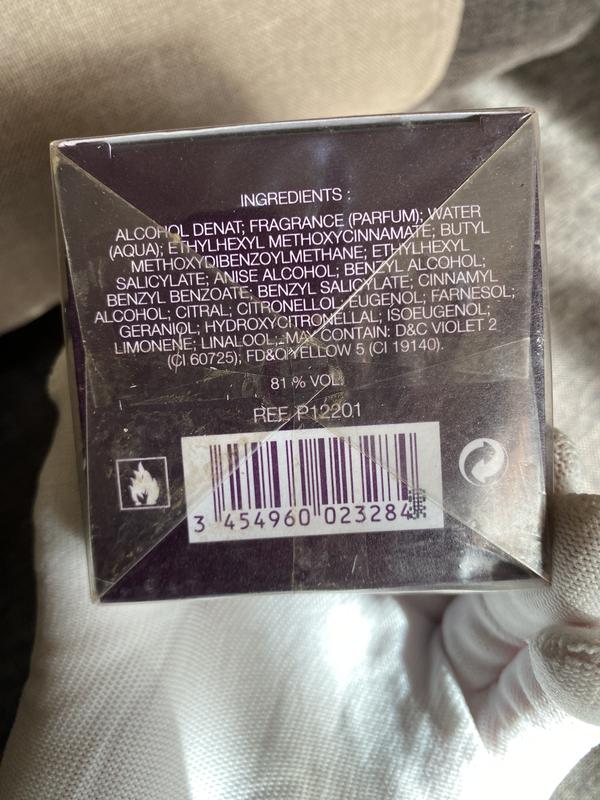 INGREDIENTS :
ALCOHOL DENAT; FRAGRANCE (PARFUM); WATER
(AQUA); ETHYLHEXYL METHOXYCINNAMATE; BUTYL
METHOXYDIBENZOYLMETHANE; ETHYLHEXYL
SALICYLATE; ANISE ALCOHOL; BENZYL ALCOHOL;
BENZYL BENZOATE; BENZYL SALICYLATE; CINNAMYL
ALCOHOL; CITRAL; CITRONELLOL; EUGENOL; FARNESOL;
GERANIOL; HYDROXYCITRONELLAL; ISOEUGENOL;
LIMONENE; LINALOOL; MAY CONTAIN: D&C VIOLET 2
(CI 60725); FD&C YELLOW 5 (CI 19140).
81 % VOL.
REF. P12201
3 454960 023284